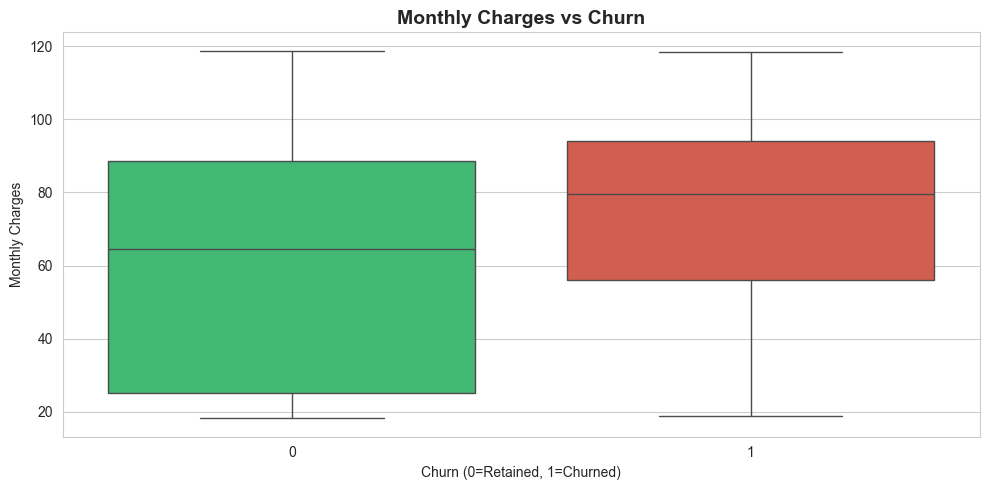 Monthly Charges vs Churn
120
100
80
60
40
20
Monthly Charges
0
1
Churn (0=Retained, 1=Churned)